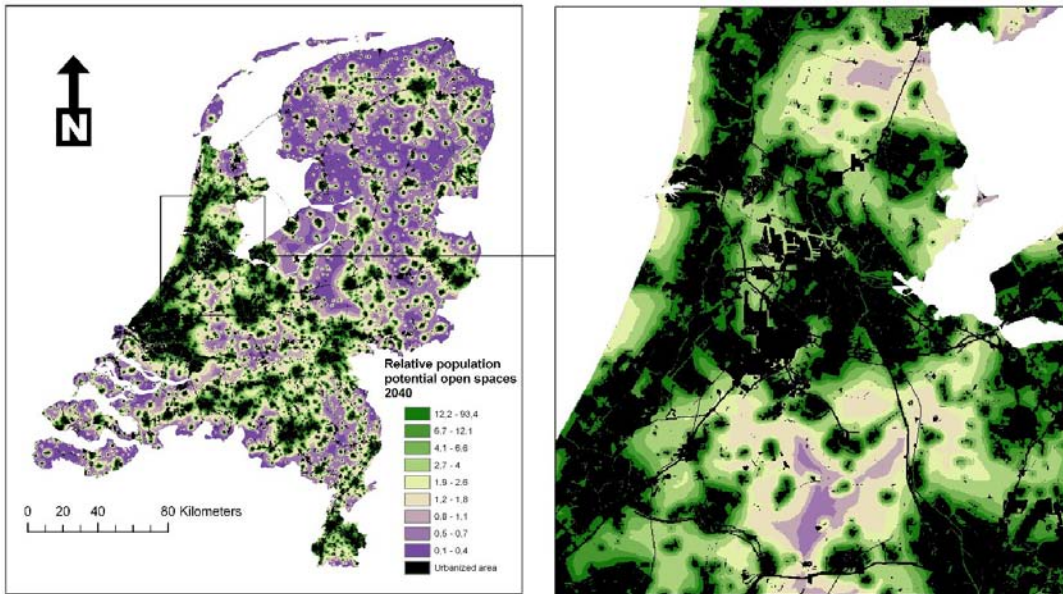 N
Relative population
potential open spaces
2040
12,2 - 93,4
6,7 - 12,1
4,1 - 6,6
2,7 - 4
1,9 - 2,6
1,2 - 1,8
0,8 - 1,1
0,5 - 0,7
0,1 - 0,4
Urbanized area
0 20 40 80 Kilometers